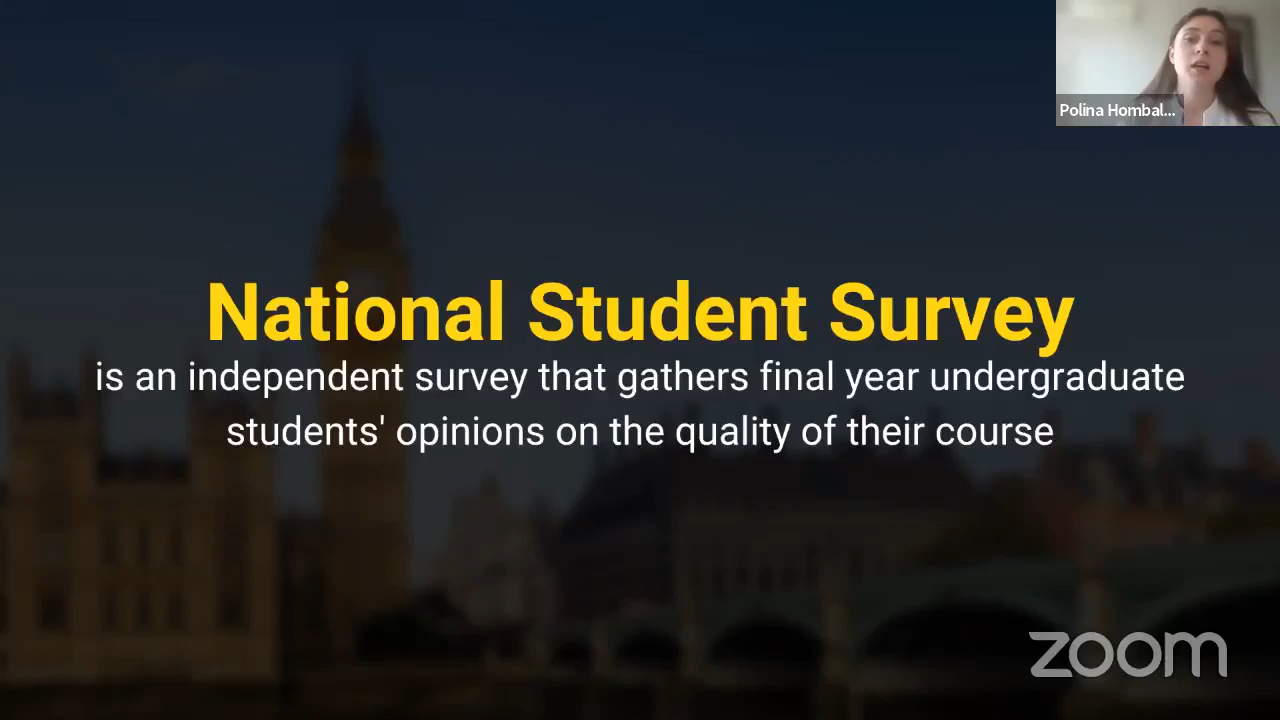 Polina Hombal...
National Student Survey
is an independent survey that gathers final year undergraduate
students' opinions on the quality of their course
zoom